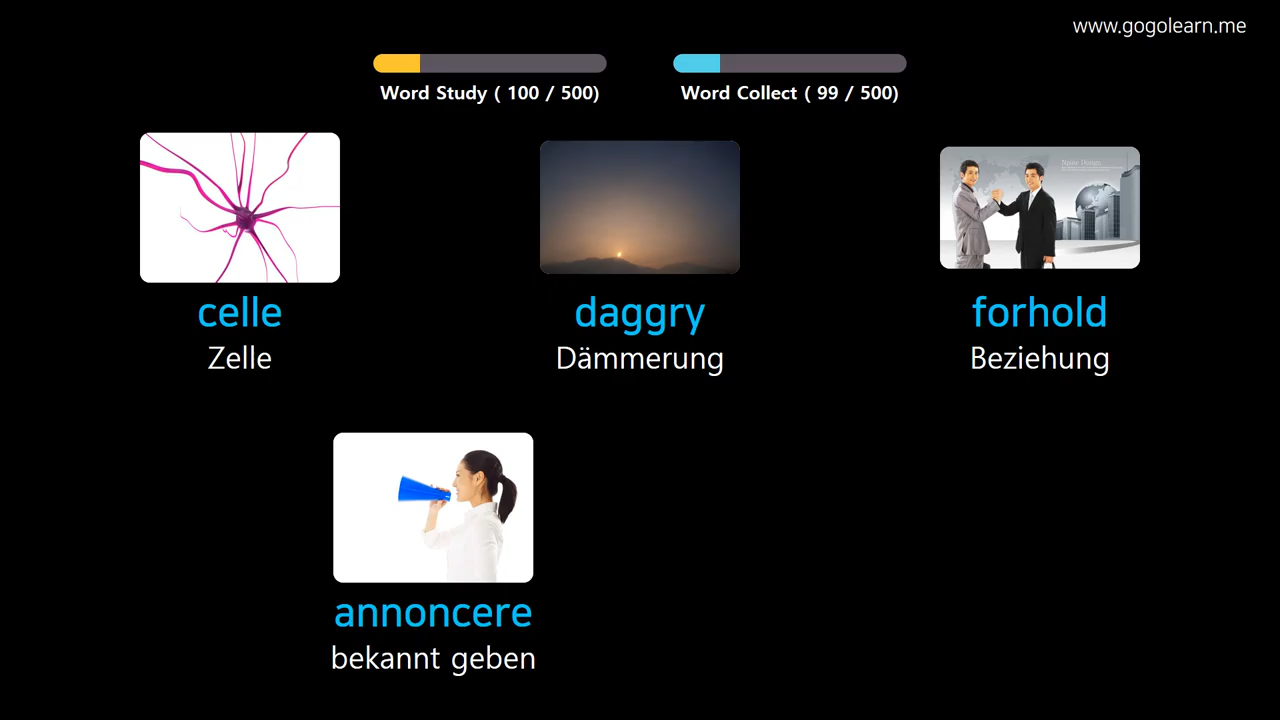 www.gogolearn.me
Word Study ( 100 / 500)
Word Collect ( 99 / 500)
celle
Zelle
daggry
Dämmerung
forhold
Beziehung
annoncere
bekannt geben